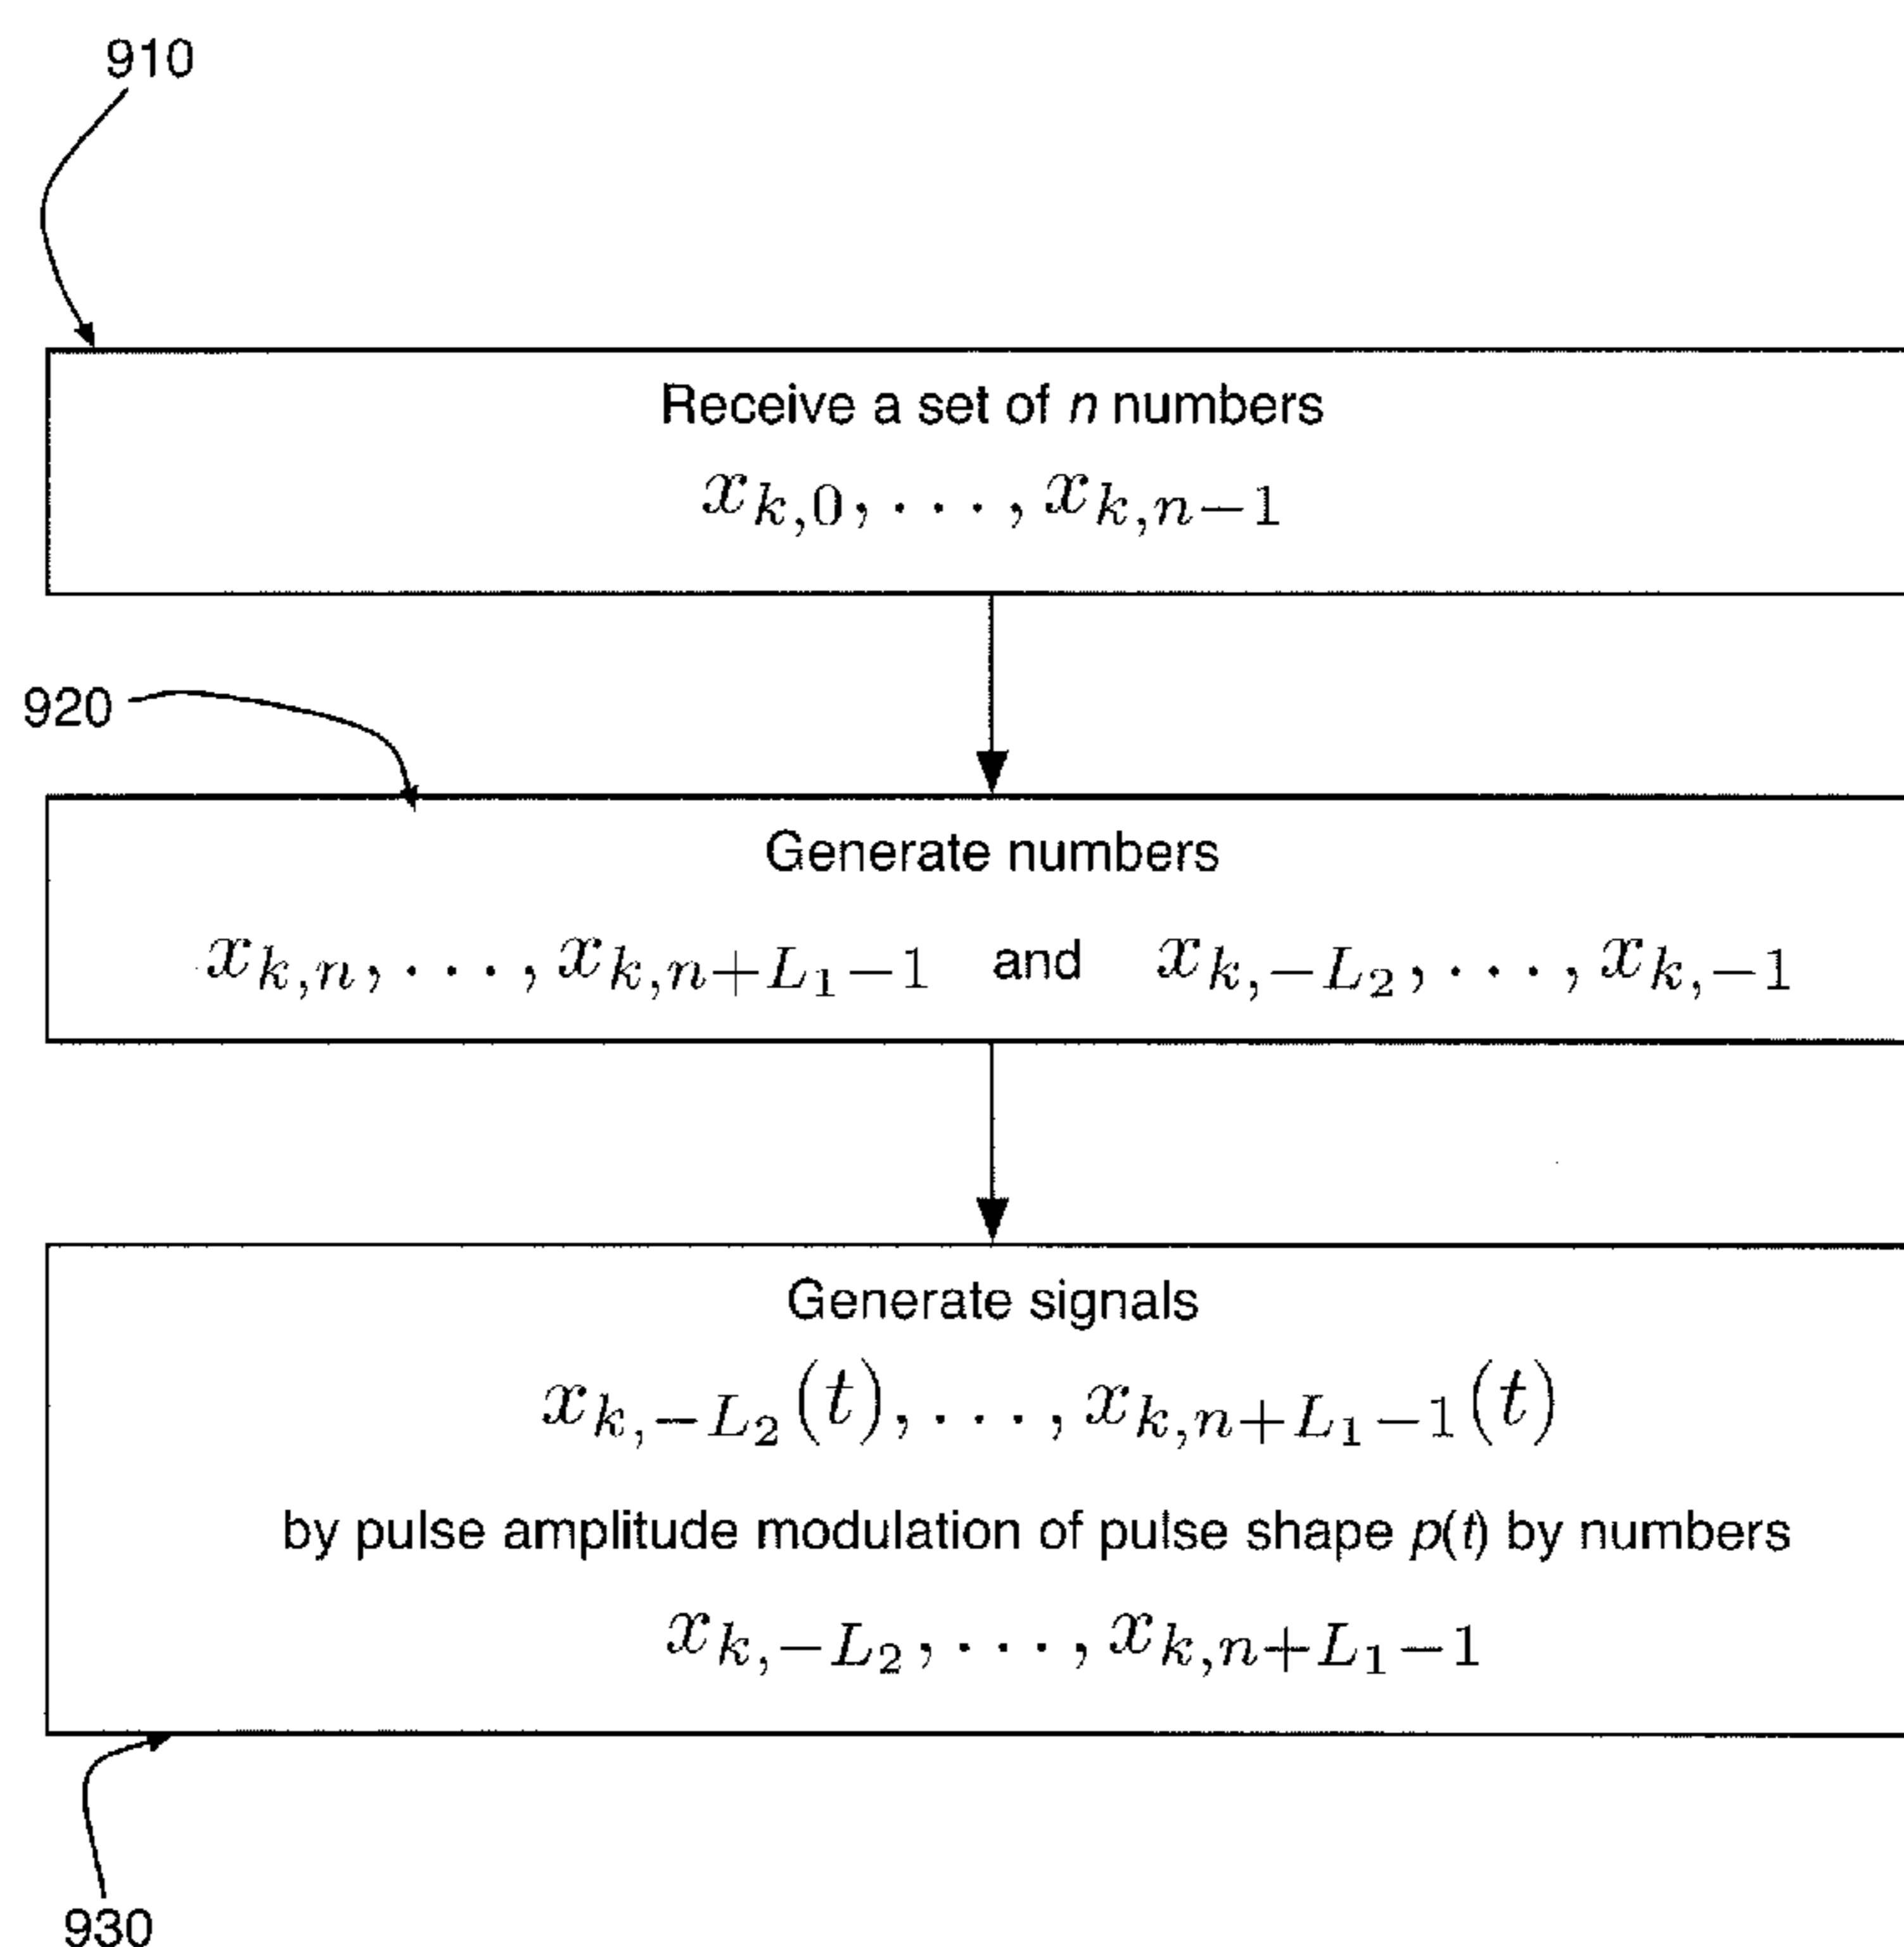 910
Receive a set of n numbers
x_{k,0}, . . . , x_{k,n-1}
920
Generate numbers
x_{k,n}, . . . , x_{k,n+L_1-1} and x_{k,-L_2}, . . . , x_{k,-1}
Generate signals
x_{k,-L_2}(t), . . . , x_{k,n+L_1-1}(t)
by pulse amplitude modulation of pulse shape p(t) by numbers
x_{k,-L_2}, . . . , x_{k,n+L_1-1}
930